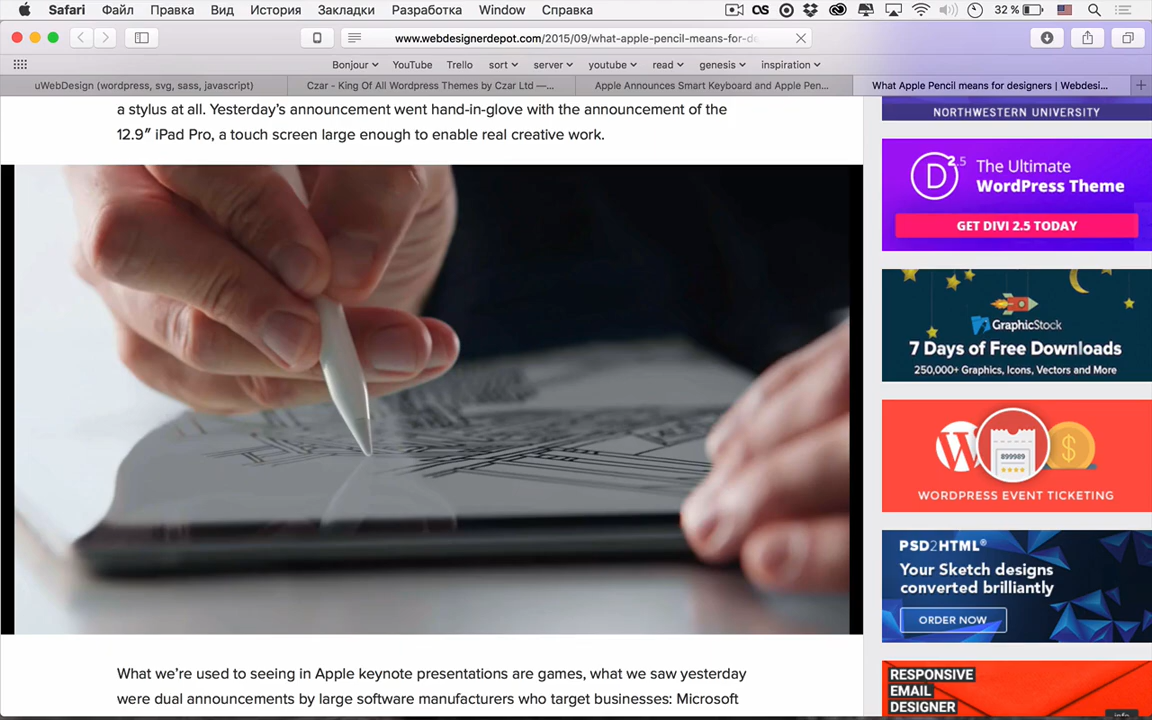 Safari Файл Правка Вид История Закладки Разработка Window Справка 32 %
www.webdesignerdepot.com/2015/09/what-apple-pencil-means-for-de
Bonjour YouTube Trello sort server youtube read genesis inspiration
uWebDesign (wordpress, svg, sass, javascript) Czar - King Of All Wordpress Themes by Czar Ltd —... Apple Announces Smart Keyboard and Apple Pen... What Apple Pencil means for designers | Webdesi...
a stylus at all. Yesterday’s announcement went hand-in-glove with the announcement of the
12.9″ iPad Pro, a touch screen large enough to enable real creative work.
What we’re used to seeing in Apple keynote presentations are games, what we saw yesterday
were dual announcements by large software manufacturers who target businesses: Microsoft
NORTHWESTERN UNIVERSITY
D 2.5
The Ultimate
WordPress Theme
GET DIVI 2.5 TODAY
GraphicStock
7 Days of Free Downloads
250,000+ Graphics, Icons, Vectors and More
899989
WORDPRESS EVENT TICKETING
PSD2HTML®
Your Sketch designs
converted brilliantly
ORDER NOW
RESPONSIVE
EMAIL
DESIGNER